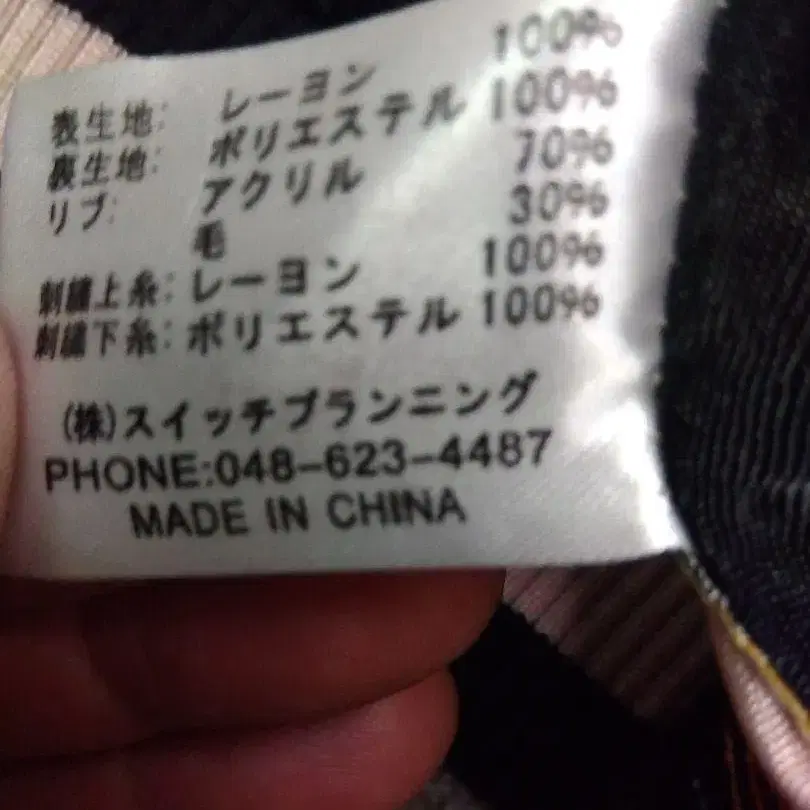 表生地: レーヨン 100%
裏生地: ポリエステル 100%
リブ: アクリル 70%
毛 30%
刺繍上糸: レーヨン 100%
刺繍下糸: ポリエステル 100%
(株)スイッチプランニング
PHONE:048-623-4487
MADE IN CHINA